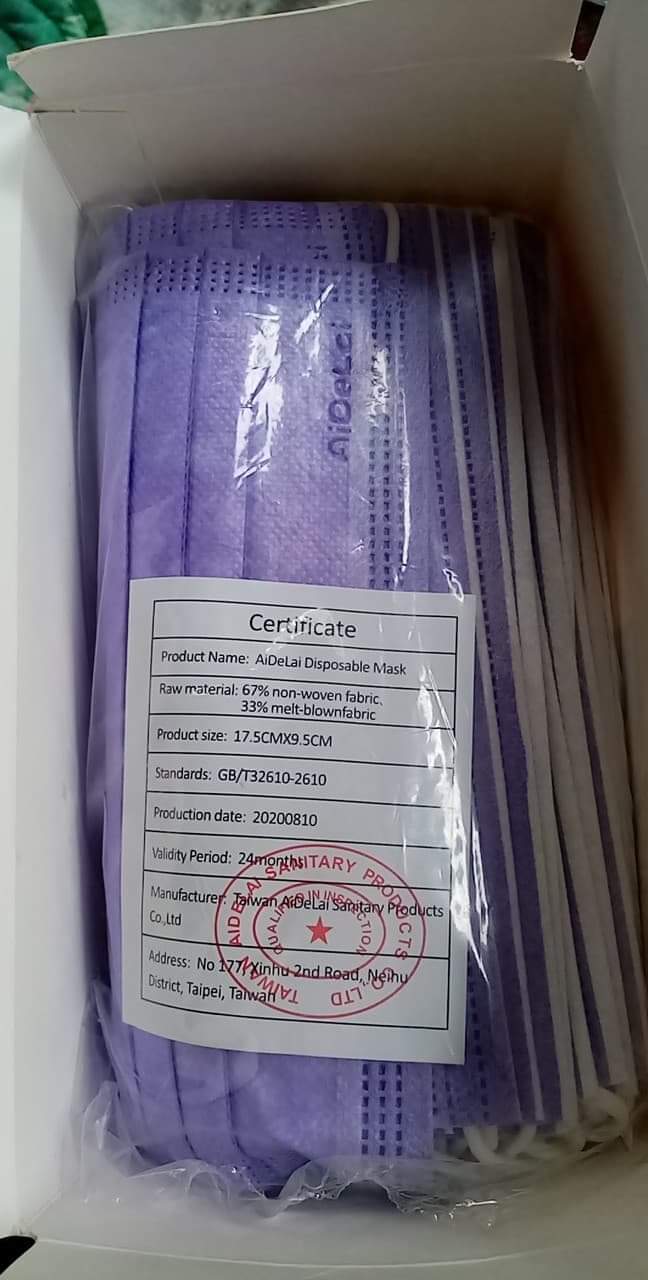 AiDeLai
Certificate
Product Name: AiDeLai Disposable Mask
Raw material: 67% non-woven fabric、
33% melt-blownfabric
Product size: 17.5CMX9.5CM
Standards: GB/T32610-2610
Production date: 20200810
Validity Period: 24months
Manufacturer: Taiwan AiDeLai Sanitary Products
Co.,Ltd
Address: No 177, Xinhu 2nd Road, Neihu
District, Taipei, Taiwan
TAIWAN AIDELAI SANITARY PRODUCTS CO.,LTD
QUALIFIED IN INSPECTION